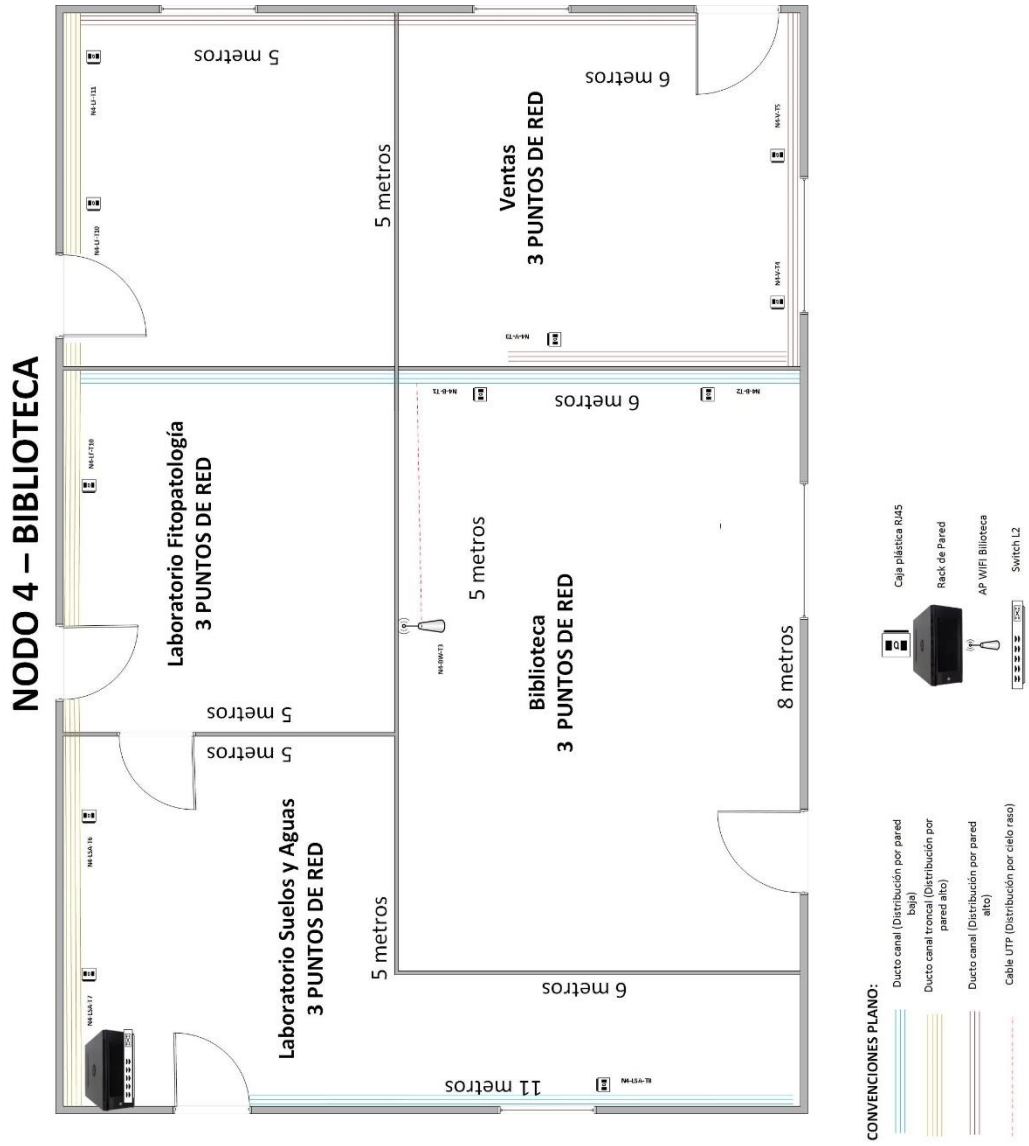 NODO 4 – BIBLIOTECA
N4-LSA-T7
N4-LSA-T6
5 metros
Laboratorio Suelos y Aguas
3 PUNTOS DE RED
5 metros
11 metros
6 metros
N4-LSA-T8
5 metros
Laboratorio Fitopatología
3 PUNTOS DE RED
N4-LF-T10
N4-LF-T10
N4-LF-T11
5 metros
5 metros
Biblioteca
3 PUNTOS DE RED
N4-BW-T3
5 metros
8 metros
6 metros
N4-B-T1
N4-B-T2
Ventas
3 PUNTOS DE RED
6 metros
N4-V-T3
N4-V-T4
N4-V-T5
CONVENCIONES PLANO:
Ducto canal (Distribución por pared
baja)
Ducto canal troncal (Distribución por
pared alto)
Ducto canal (Distribución por pared
alto)
Cable UTP (Distribución por cielo raso)
Caja plástica RJ45
Rack de Pared
AP WIFI Bilioteca
Switch L2